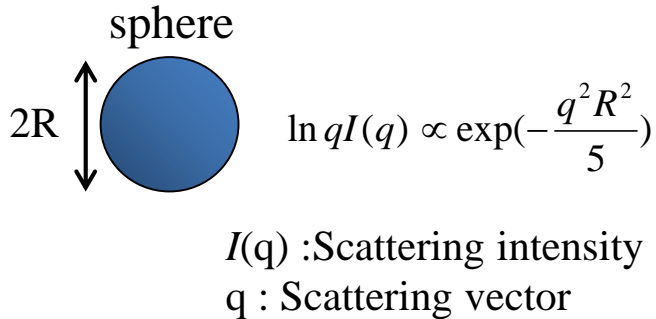 sphere
2R
ln qI(q) ∝ exp(−q²R²/5)
I(q) :Scattering intensity
q : Scattering vector